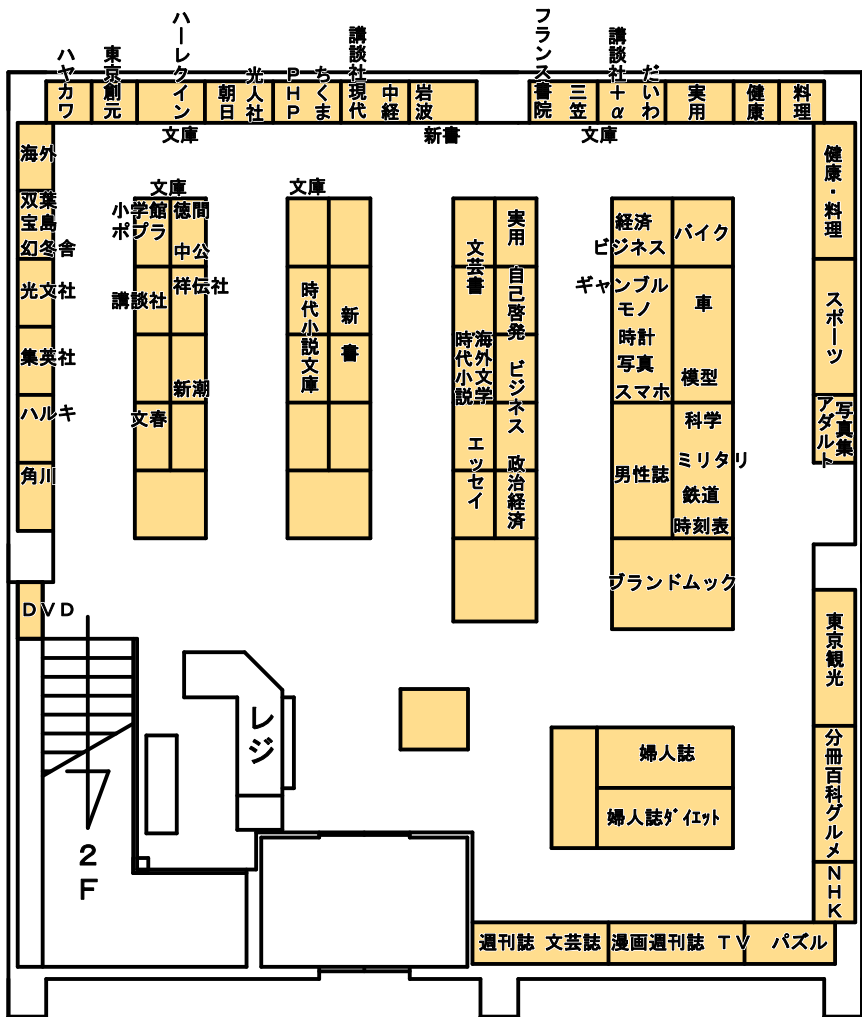 ハヤカワ
東京創元
ハーレクイン
朝日
光人社
PHP
ちくま
講談社現代
中経
岩波
フランス書院
三笠
講談社+α
だいわ
実用
健康
料理
文庫
新書
文庫
海外
双葉
宝島
幻冬舎
光文社
集英社
ハルキ
角川
DVD
文庫
小学館
ポプラ
徳間
中公
講談社
祥伝社
新潮
文春
文庫
時代小説文庫
新書
文芸書
海外文学
時代小説
エッセイ
実用
自己啓発
ビジネス
政治経済
経済
ビジネス
バイク
ギャンブル
モノ
時計
写真
スマホ
車
模型
科学
男性誌
ミリタリ
鉄道
時刻表
ブランドムック
健康・料理
スポーツ
写真集
アダルト
東京観光
分冊百科グルメ
NHK
レジ
2F
婦人誌
婦人誌ダイエット
週刊誌 文芸誌
漫画週刊誌 TV
パズル